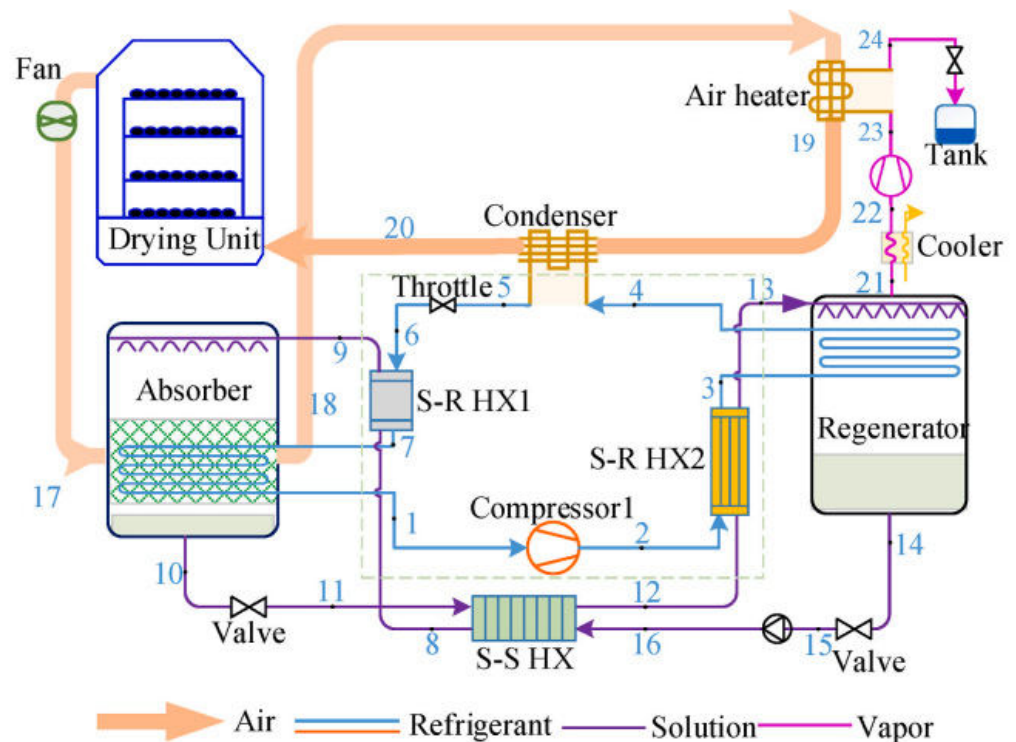 24
Fan
Air heater
23
19
Tank
22
Condenser
20
Drying Unit
Cooler
21
Throttle
5
4
13
6
9
3
Absorber
S-R HX1
18
7
Regenerator
S-R HX2
17
Compressor1
1
2
14
10
11
12
Valve
8
16
15
S-S HX
Valve
Air
Refrigerant
Solution
Vapor